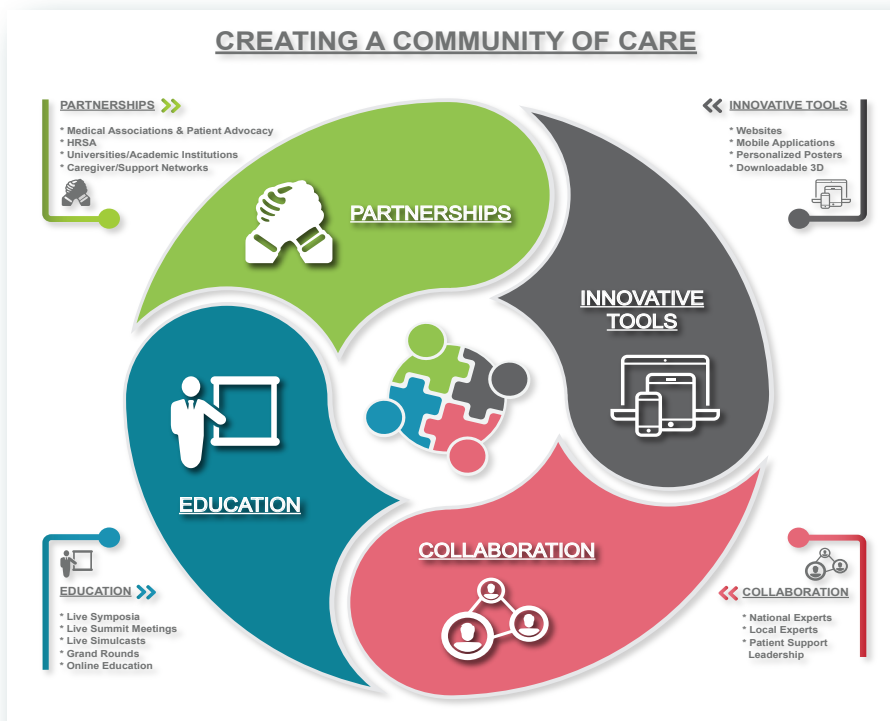 CREATING A COMMUNITY OF CARE
PARTNERSHIPS
* Medical Associations & Patient Advocacy
* HRSA
* Universities/Academic Institutions
* Caregiver/Support Networks
INNOVATIVE TOOLS
* Websites
* Mobile Applications
* Personalized Posters
* Downloadable 3D
PARTNERSHIPS
INNOVATIVE
TOOLS
EDUCATION
COLLABORATION
EDUCATION
* Live Symposia
* Live Summit Meetings
* Live Simulcasts
* Grand Rounds
* Online Education
COLLABORATION
* National Experts
* Local Experts
* Patient Support
Leadership